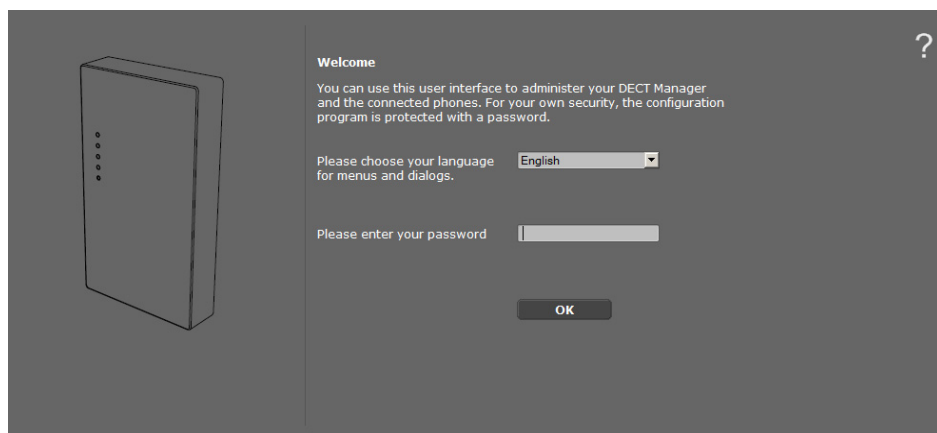 ?
Welcome
You can use this user interface to administer your DECT Manager
and the connected phones. For your own security, the configuration
program is protected with a password.
Please choose your language
for menus and dialogs.
English
Please enter your password
OK